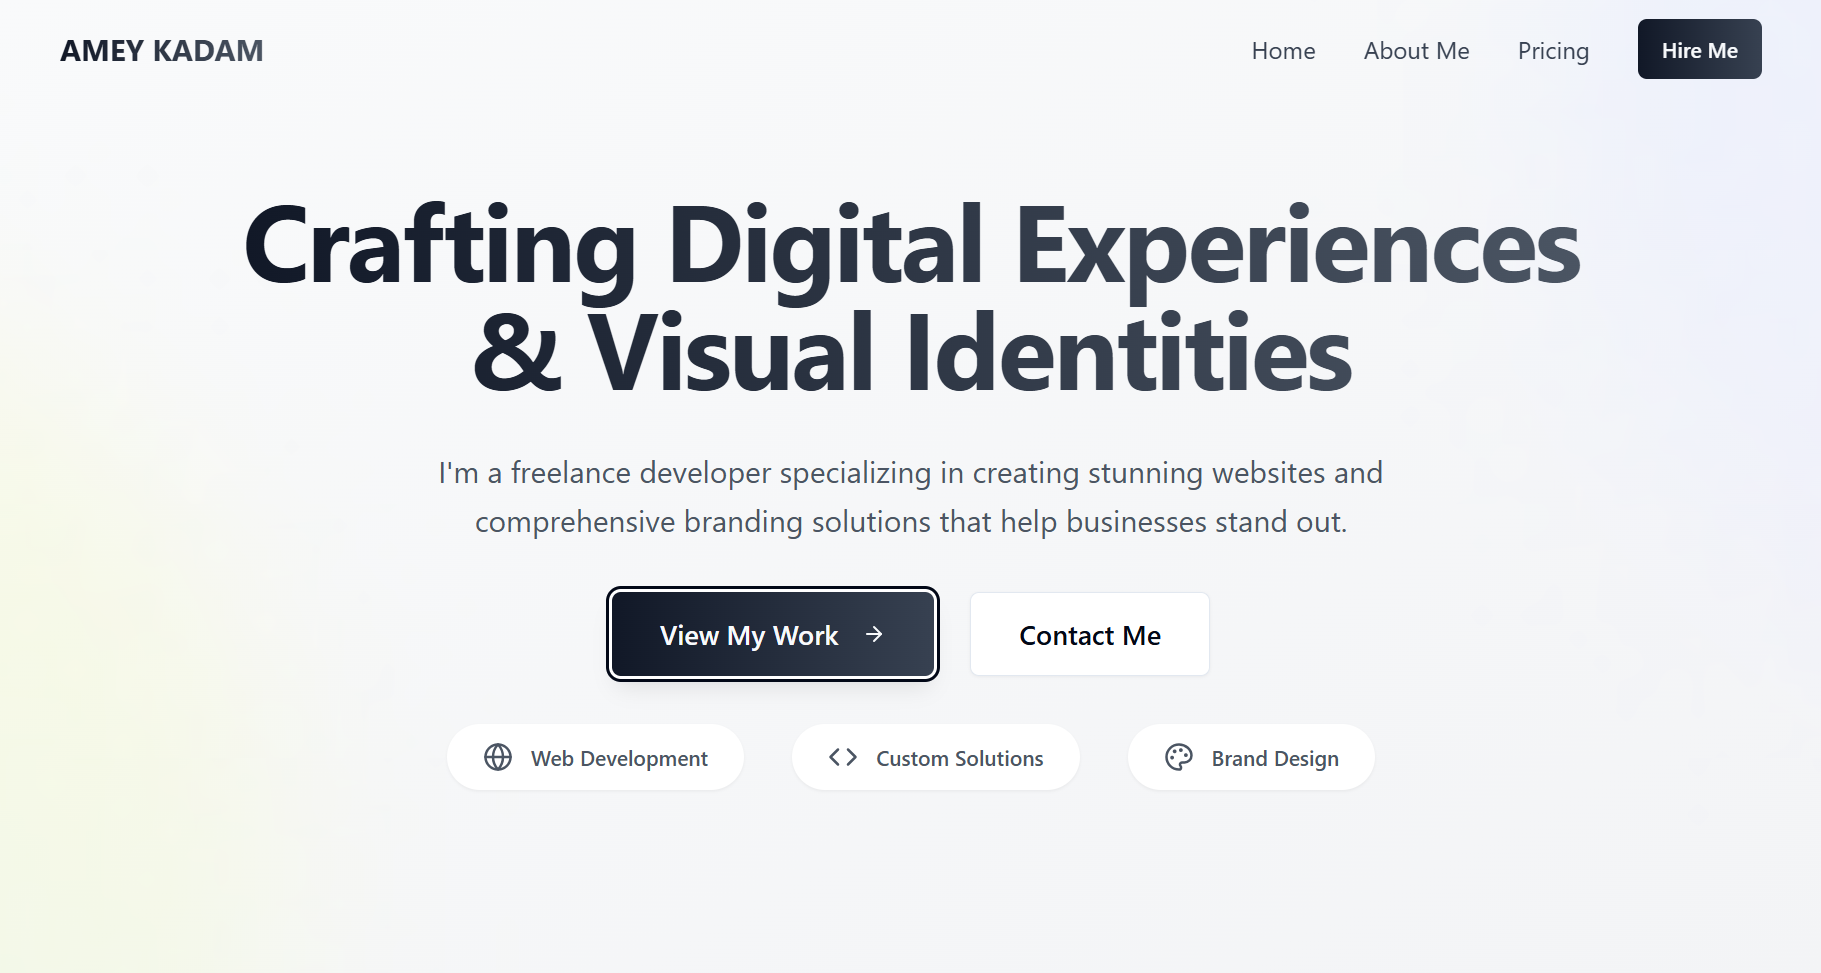 AMEY KADAM
Home
About Me
Pricing
Hire Me
Crafting Digital Experiences
& Visual Identities
I'm a freelance developer specializing in creating stunning websites and
comprehensive branding solutions that help businesses stand out.
View My Work
Contact Me
Web Development
Custom Solutions
Brand Design